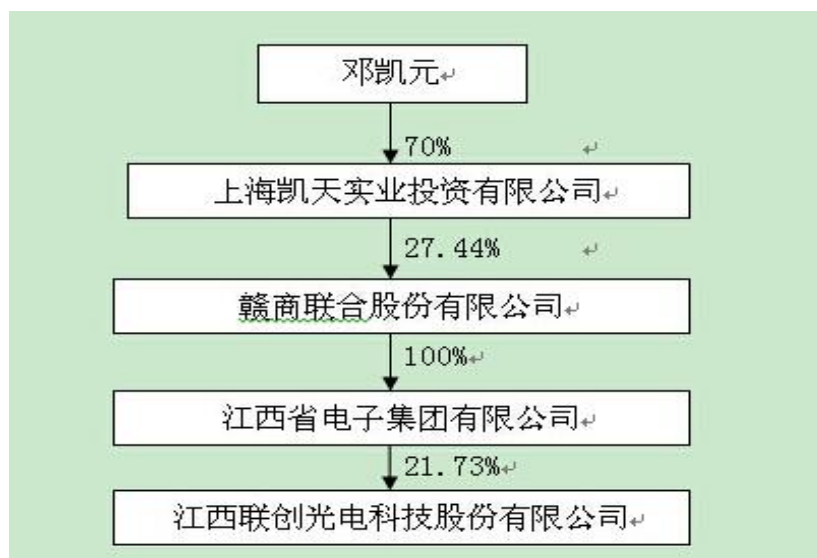 邓凯元
70%
上海凯天实业投资有限公司
27.44%
赣商联合股份有限公司
100%
江西省电子集团有限公司
21.73%
江西联创光电科技股份有限公司